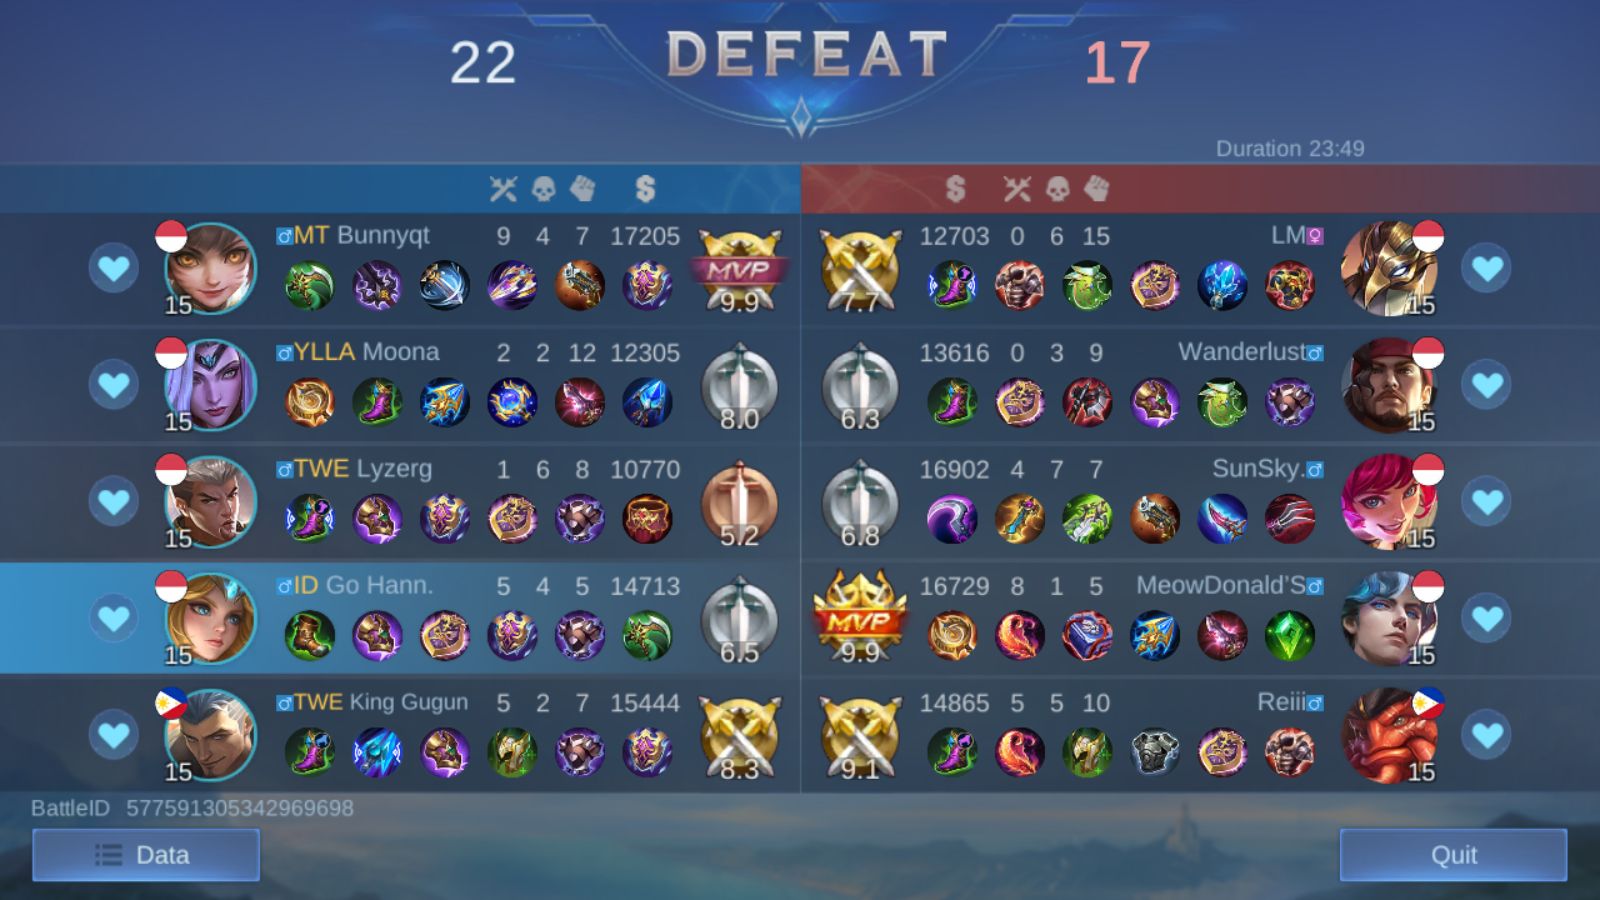 22 DEFEAT 17
Duration 23:49
MT Bunnyqt 9 4 7 17205
15 MVP 9.9
12703 0 6 15 LM
7.7 15
YLLA Moona 2 2 12 12305
15 8.0
13616 0 3 9 Wanderlust
6.3 15
TWE Lyzerg 1 6 8 10770
15 5.2
16902 4 7 7 SunSky.
6.8 15
ID Go Hann. 5 4 5 14713
15 6.5
16729 8 1 5 MeowDonald'S
MVP 9.9 15
TWE King Gugun 5 2 7 15444
15 8.3
14865 5 5 10 Reiii
9.1 15
BattleID 577591305342969698
Data
Quit